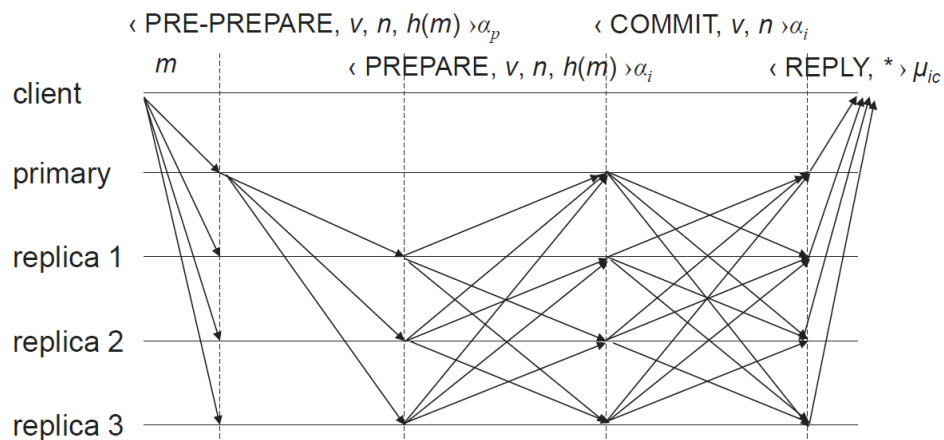 ‹ PRE-PREPARE, v, n, h(m) ›αp ‹ COMMIT, v, n ›αi
m ‹ PREPARE, v, n, h(m) ›αi ‹ REPLY, * › μic
client
primary
replica 1
replica 2
replica 3